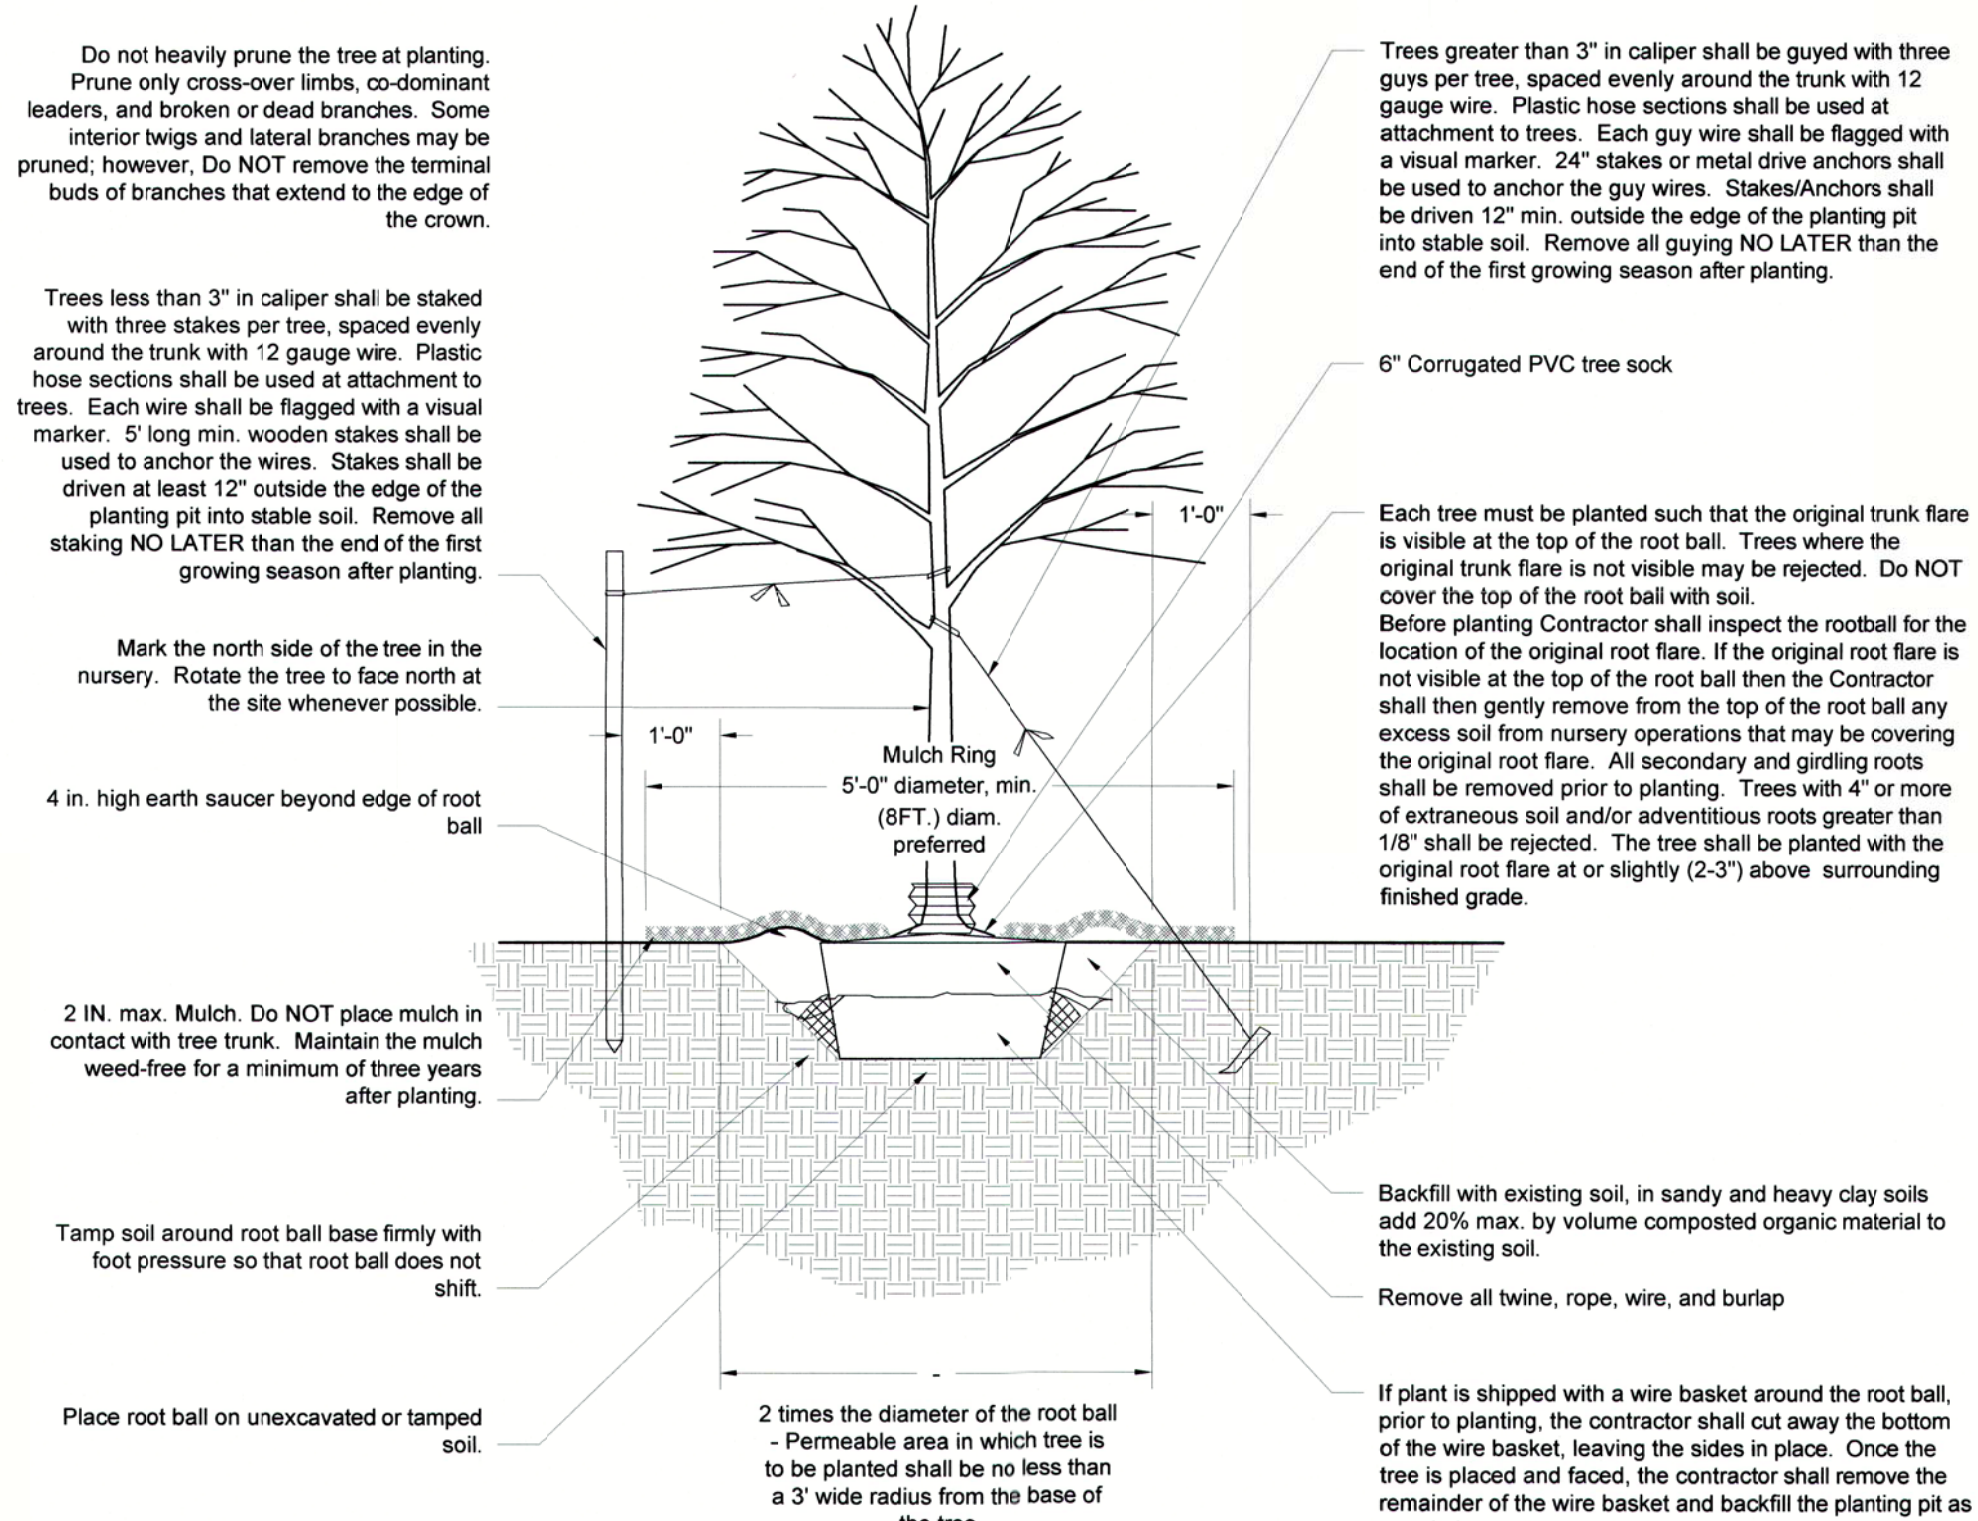 Do not heavily prune the tree at planting.
Prune only cross-over limbs, co-dominant
leaders, and broken or dead branches. Some
interior twigs and lateral branches may be
pruned; however, Do NOT remove the terminal
buds of branches that extend to the edge of
the crown.
Trees less than 3" in caliper shall be staked
with three stakes per tree, spaced evenly
around the trunk with 12 gauge wire. Plastic
hose sections shall be used at attachment to
trees. Each wire shall be flagged with a visual
marker. 5' long min. wooden stakes shall be
used to anchor the wires. Stakes shall be
driven at least 12" outside the edge of the
planting pit into stable soil. Remove all
staking NO LATER than the end of the first
growing season after planting.
Mark the north side of the tree in the
nursery. Rotate the tree to face north at
the site whenever possible.
4 in. high earth saucer beyond edge of root
ball
2 IN. max. Mulch. Do NOT place mulch in
contact with tree trunk. Maintain the mulch
weed-free for a minimum of three years
after planting.
Tamp soil around root ball base firmly with
foot pressure so that root ball does not
shift.
Place root ball on unexcavated or tamped
soil.
1'-0"
1'-0"
Mulch Ring
5'-0" diameter, min.
(8FT.) diam.
preferred
-
2 times the diameter of the root ball
- Permeable area in which tree is
to be planted shall be no less than
a 3' wide radius from the base of
the tree
Trees greater than 3" in caliper shall be guyed with three
guys per tree, spaced evenly around the trunk with 12
gauge wire. Plastic hose sections shall be used at
attachment to trees. Each guy wire shall be flagged with
a visual marker. 24" stakes or metal drive anchors shall
be used to anchor the guy wires. Stakes/Anchors shall
be driven 12" min. outside the edge of the planting pit
into stable soil. Remove all guying NO LATER than the
end of the first growing season after planting.
6" Corrugated PVC tree sock
Each tree must be planted such that the original trunk flare
is visible at the top of the root ball. Trees where the
original trunk flare is not visible may be rejected. Do NOT
cover the top of the root ball with soil.
Before planting Contractor shall inspect the rootball for the
location of the original root flare. If the original root flare is
not visible at the top of the root ball then the Contractor
shall then gently remove from the top of the root ball any
excess soil from nursery operations that may be covering
the original root flare. All secondary and girdling roots
shall be removed prior to planting. Trees with 4" or more
of extraneous soil and/or adventitious roots greater than
1/8" shall be rejected. The tree shall be planted with the
original root flare at or slightly (2-3") above surrounding
finished grade.
Backfill with existing soil, in sandy and heavy clay soils
add 20% max. by volume composted organic material to
the existing soil.
Remove all twine, rope, wire, and burlap
If plant is shipped with a wire basket around the root ball,
prior to planting, the contractor shall cut away the bottom
of the wire basket, leaving the sides in place. Once the
tree is placed and faced, the contractor shall remove the
remainder of the wire basket and backfill the planting pit as